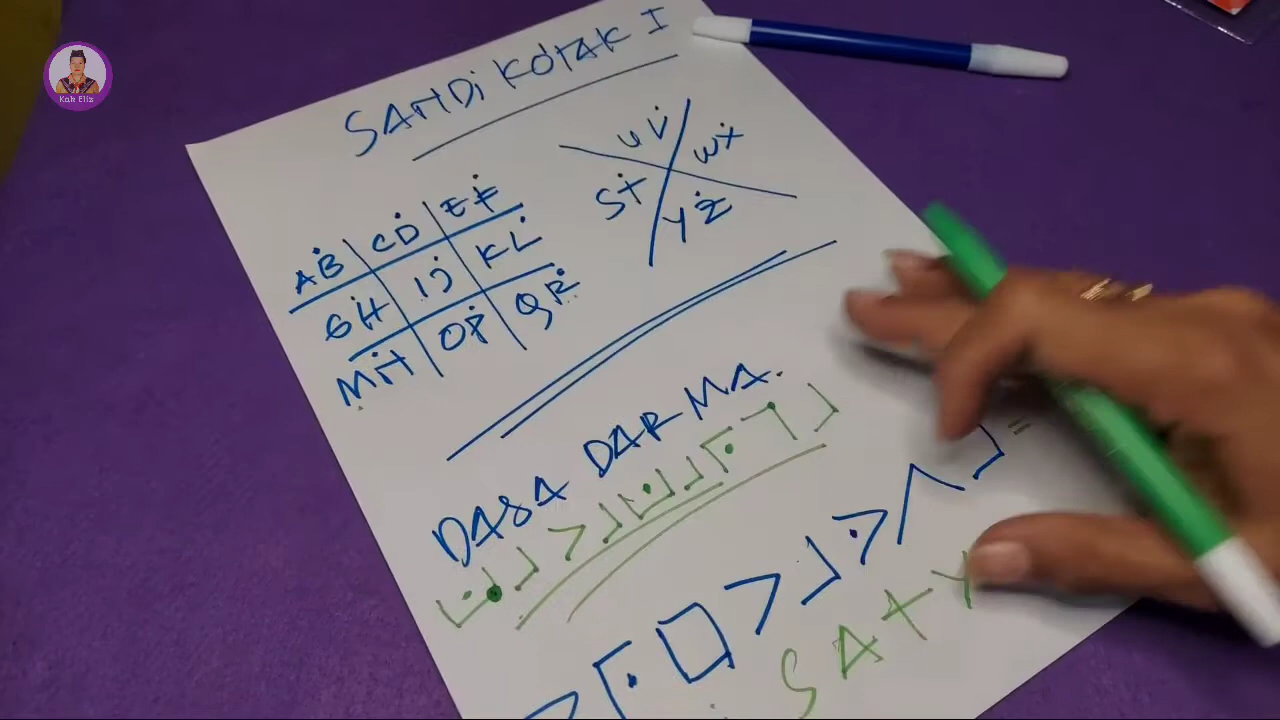 Kak Eliz
SANDi KOTAK I
AB CD EF
GH IJ KL
MN OP QR
UV
ST WX
YZ
DASA DARMA.
SATY